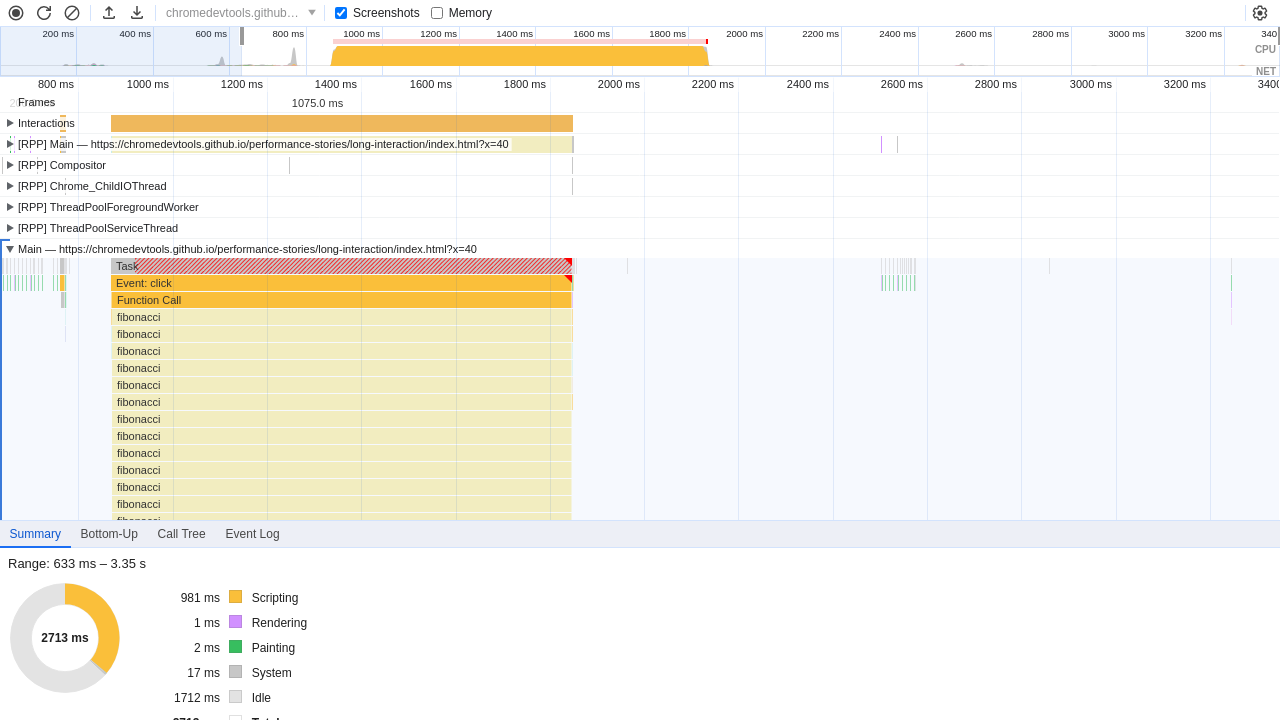 chromedevtools.github… Screenshots Memory
200 ms 400 ms 600 ms 800 ms 1000 ms 1200 ms 1400 ms 1600 ms 1800 ms 2000 ms 2200 ms 2400 ms 2600 ms 2800 ms 3000 ms 3200 ms 340
CPU
NET
800 ms 1000 ms 1200 ms 1400 ms 1600 ms 1800 ms 2000 ms 2200 ms 2400 ms 2600 ms 2800 ms 3000 ms 3200 ms 3400
Frames 1075.0 ms
Interactions
[RPP] Main — https://chromedevtools.github.io/performance-stories/long-interaction/index.html?x=40
[RPP] Compositor
[RPP] Chrome_ChildIOThread
[RPP] ThreadPoolForegroundWorker
[RPP] ThreadPoolServiceThread
Main — https://chromedevtools.github.io/performance-stories/long-interaction/index.html?x=40
Task
Event: click
Function Call
fibonacci
fibonacci
fibonacci
fibonacci
fibonacci
fibonacci
fibonacci
fibonacci
fibonacci
fibonacci
fibonacci
fibonacci
fibonacci
Summary Bottom-Up Call Tree Event Log
Range: 633 ms – 3.35 s
2713 ms
981 ms Scripting
1 ms Rendering
2 ms Painting
17 ms System
1712 ms Idle
2713 ms Total